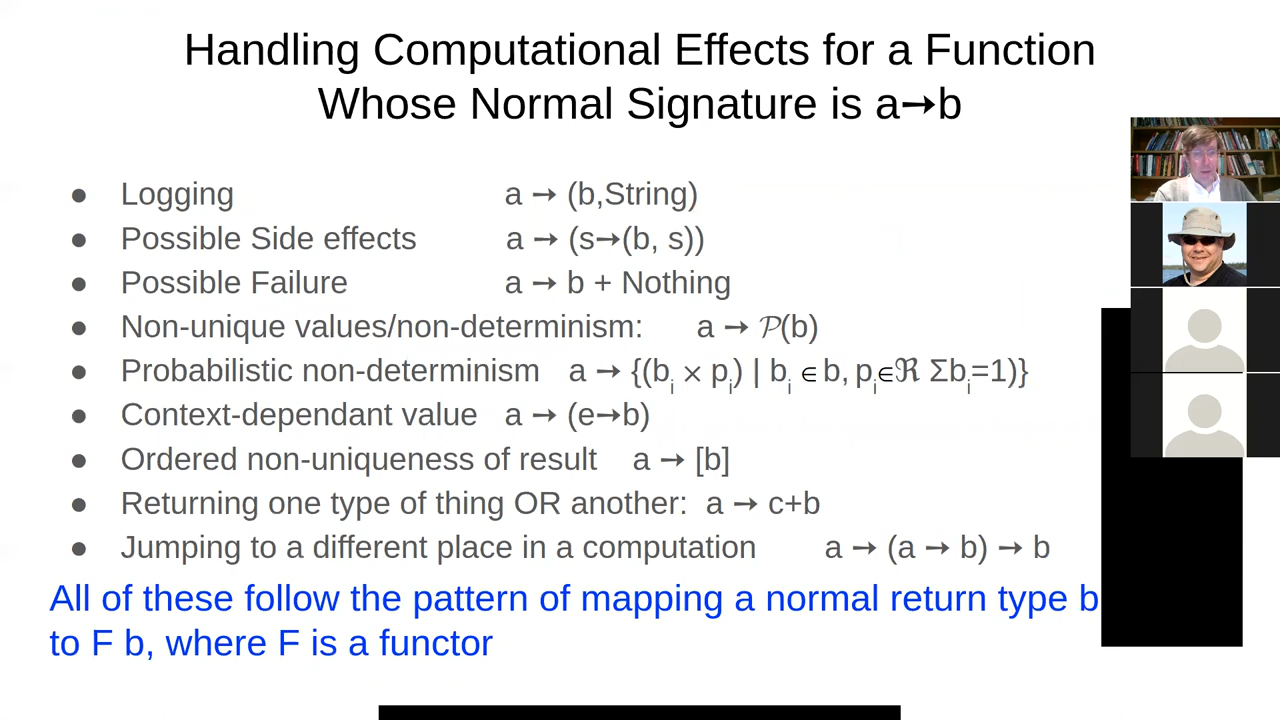 Handling Computational Effects for a Function
Whose Normal Signature is a→b
● Logging a → (b,String)
● Possible Side effects a → (s→(b, s))
● Possible Failure a → b + Nothing
● Non-unique values/non-determinism: a → 𝒫(b)
● Probabilistic non-determinism a → {(bᵢ × pᵢ) | bᵢ ∈ b, pᵢ∈ℜ Σbᵢ=1)}
● Context-dependant value a → (e→b)
● Ordered non-uniqueness of result a → [b]
● Returning one type of thing OR another: a → c+b
● Jumping to a different place in a computation a → (a → b) → b
All of these follow the pattern of mapping a normal return type b
to F b, where F is a functor